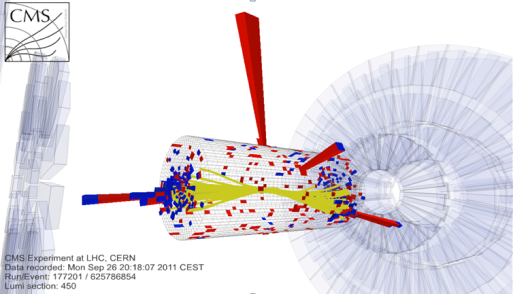 CMS
CMS Experiment at LHC, CERN
Data recorded: Mon Sep 26 20:18:07 2011 CEST
Run/Event: 177201 / 625786854
Lumi section: 450